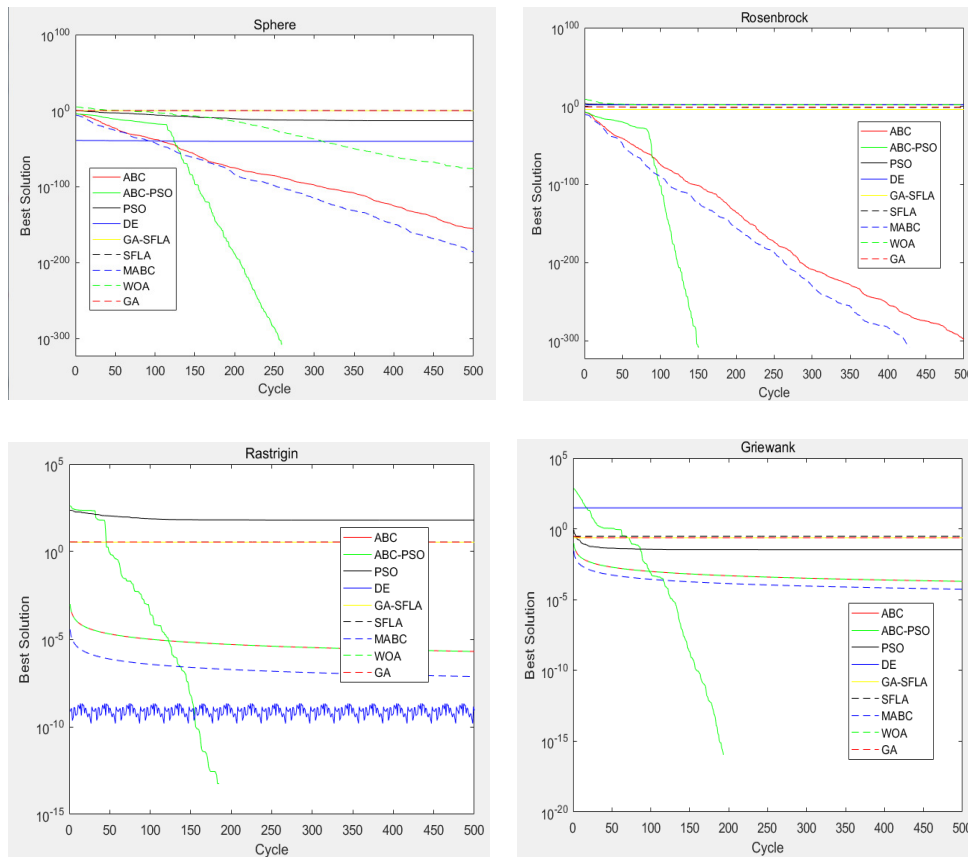 Sphere
10^100
10^0
10^-100
10^-200
10^-300
Best Solution
0 50 100 150 200 250 300 350 400 450 500
Cycle
ABC
ABC-PSO
PSO
DE
GA-SFLA
SFLA
MABC
WOA
GA
Rosenbrock
10^100
10^0
10^-100
10^-200
10^-300
Best Solution
0 50 100 150 200 250 300 350 400 450 500
Cycle
ABC
ABC-PSO
PSO
DE
GA-SFLA
SFLA
MABC
WOA
GA
Rastrigin
10^5
10^0
10^-5
10^-10
10^-15
Best Solution
0 50 100 150 200 250 300 350 400 450 500
Cycle
ABC
ABC-PSO
PSO
DE
GA-SFLA
SFLA
MABC
WOA
GA
Griewank
10^5
10^0
10^-5
10^-10
10^-15
10^-20
Best Solution
0 50 100 150 200 250 300 350 400 450 500
Cycle
ABC
ABC-PSO
PSO
DE
GA-SFLA
SFLA
MABC
WOA
GA